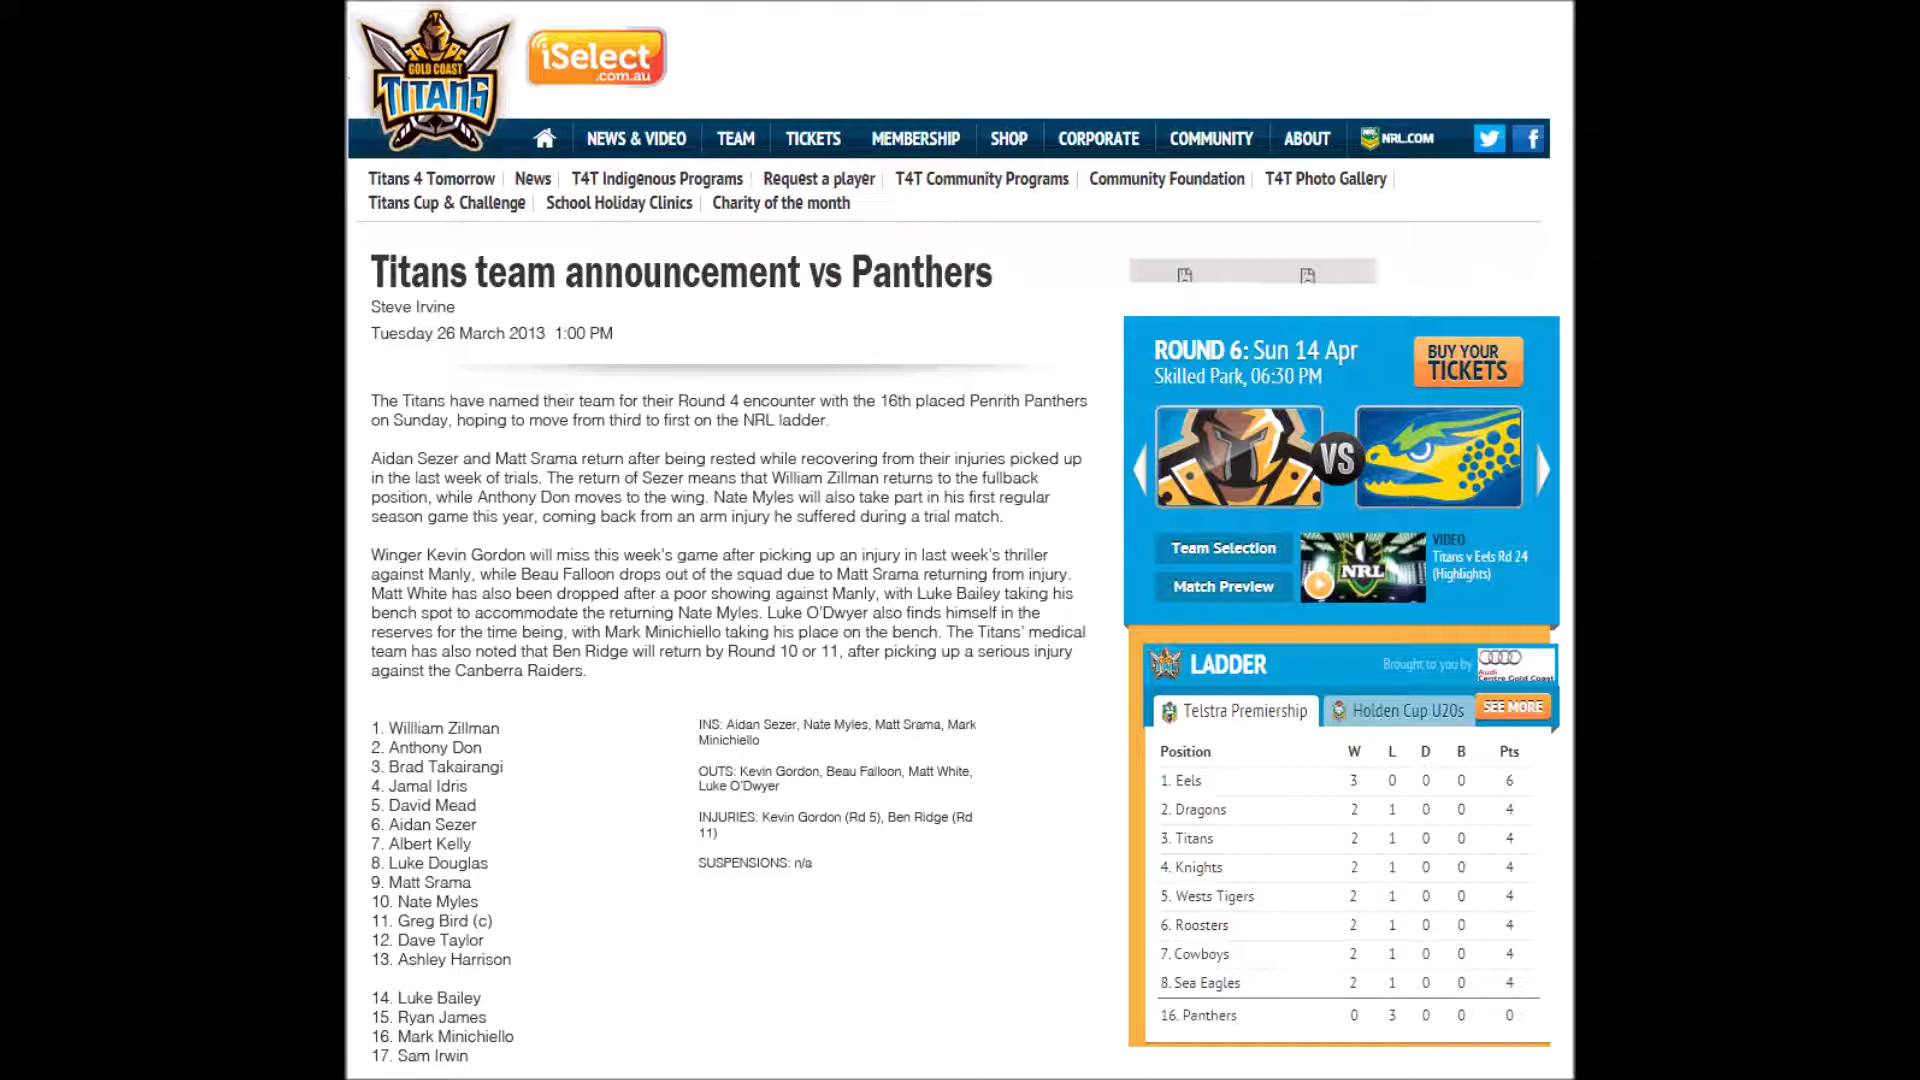 GOLD COAST
TITANS
iSelect
.com.au
NEWS & VIDEO TEAM TICKETS MEMBERSHIP SHOP CORPORATE COMMUNITY ABOUT NRL.COM
Titans 4 Tomorrow News T4T Indigenous Programs Request a player T4T Community Programs Community Foundation T4T Photo Gallery
Titans Cup & Challenge School Holiday Clinics Charity of the month
Titans team announcement vs Panthers
Steve Irvine
Tuesday 26 March 2013 1:00 PM
The Titans have named their team for their Round 4 encounter with the 16th placed Penrith Panthers
on Sunday, hoping to move from third to first on the NRL ladder.
Aidan Sezer and Matt Srama return after being rested while recovering from their injuries picked up
in the last week of trials. The return of Sezer means that William Zillman returns to the fullback
position, while Anthony Don moves to the wing. Nate Myles will also take part in his first regular
season game this year, coming back from an arm injury he suffered during a trial match.
Winger Kevin Gordon will miss this week's game after picking up an injury in last week's thriller
against Manly, while Beau Falloon drops out of the squad due to Matt Srama returning from injury.
Matt White has also been dropped after a poor showing against Manly, with Luke Bailey taking his
bench spot to accommodate the returning Nate Myles. Luke O'Dwyer also finds himself in the
reserves for the time being, with Mark Minichiello taking his place on the bench. The Titans' medical
team has also noted that Ben Ridge will return by Round 10 or 11, after picking up a serious injury
against the Canberra Raiders.
1. Willliam Zillman
2. Anthony Don
3. Brad Takairangi
4. Jamal Idris
5. David Mead
6. Aidan Sezer
7. Albert Kelly
8. Luke Douglas
9. Matt Srama
10. Nate Myles
11. Greg Bird (c)
12. Dave Taylor
13. Ashley Harrison
14. Luke Bailey
15. Ryan James
16. Mark Minichiello
17. Sam Irwin
INS: Aidan Sezer, Nate Myles, Matt Srama, Mark
Minichiello
OUTS: Kevin Gordon, Beau Falloon, Matt White,
Luke O'Dwyer
INJURIES: Kevin Gordon (Rd 5), Ben Ridge (Rd
11)
SUSPENSIONS: n/a
ROUND 6: Sun 14 Apr
Skilled Park, 06:30 PM
BUY YOUR
TICKETS
VS
Team Selection
Match Preview
NRL
VIDEO
Titans v Eels Rd 24
(Highlights)
LADDER
Brought to you by
Audi
Centre Gold Coast
Telstra Premiership Holden Cup U20s SEE MORE
Position W L D B Pts
1. Eels 3 0 0 0 6
2. Dragons 2 1 0 0 4
3. Titans 2 1 0 0 4
4. Knights 2 1 0 0 4
5. Wests Tigers 2 1 0 0 4
6. Roosters 2 1 0 0 4
7. Cowboys 2 1 0 0 4
8. Sea Eagles 2 1 0 0 4
16. Panthers 0 3 0 0 0